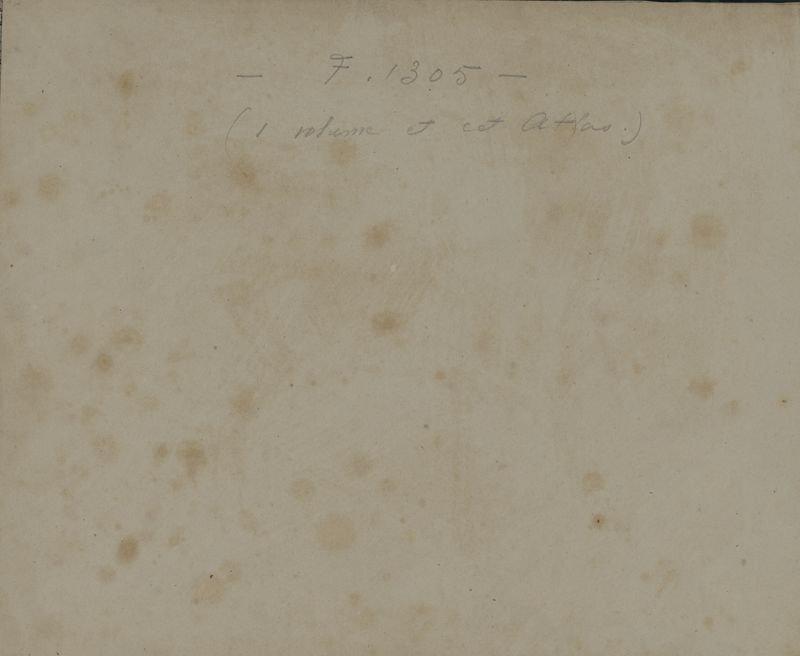 — F. 1305 —
(1 volume et cet Atlas.)